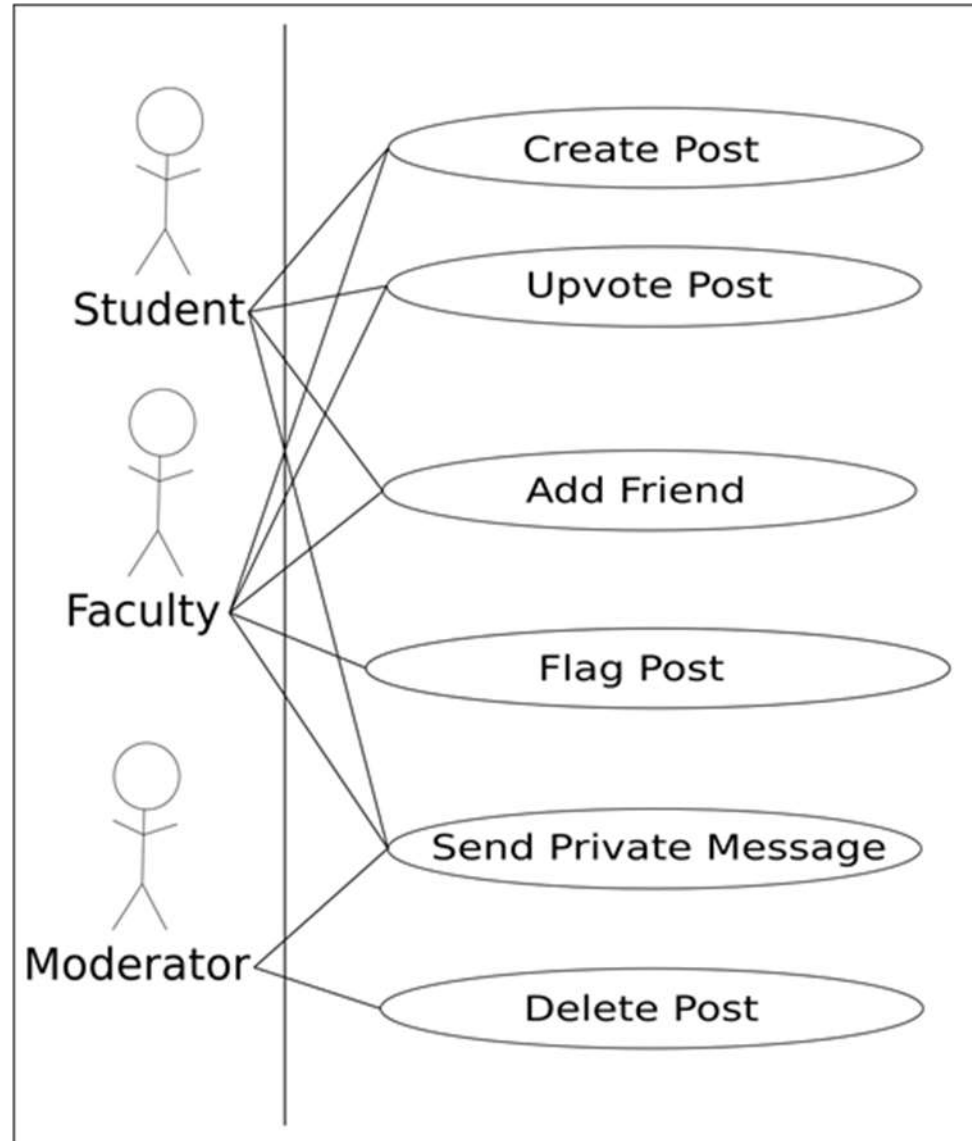 Create Post
Upvote Post
Student
Add Friend
Faculty
Flag Post
Send Private Message
Moderator
Delete Post